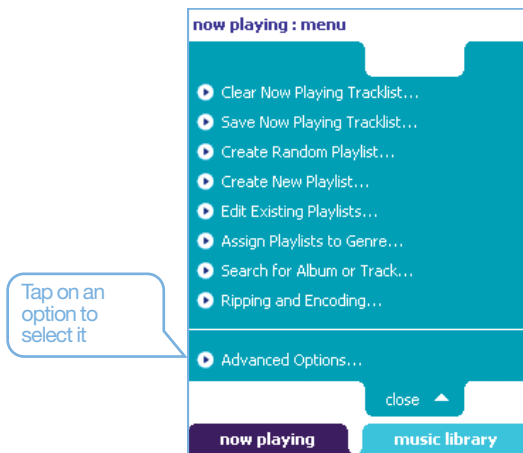 now playing : menu
Clear Now Playing Tracklist...
Save Now Playing Tracklist...
Create Random Playlist...
Create New Playlist...
Edit Existing Playlists...
Assign Playlists to Genre...
Search for Album or Track...
Ripping and Encoding...
Tap on an
option to
select it
Advanced Options...
close
now playing
music library